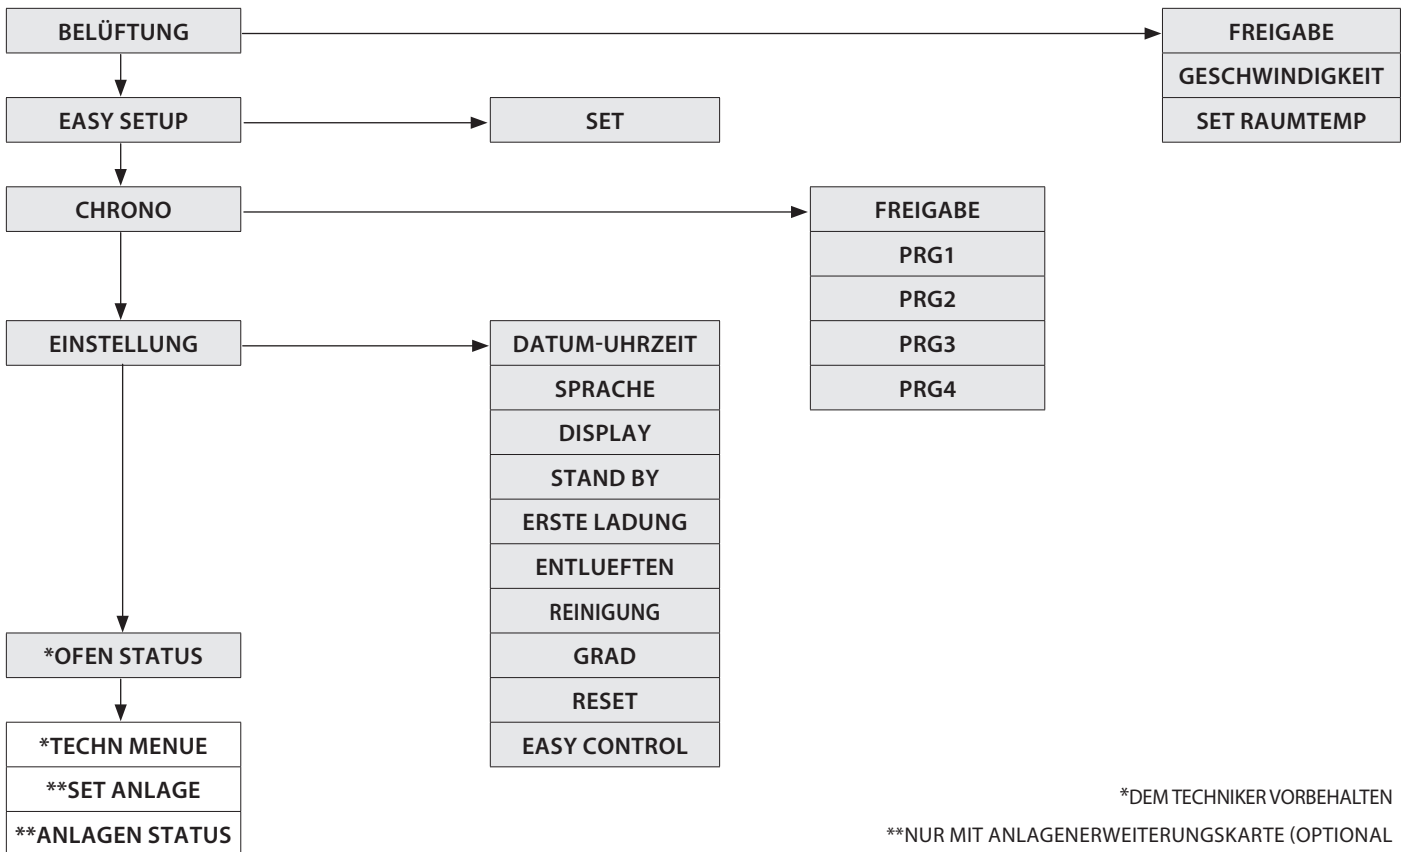 BELÜFTUNG
FREIGABE
GESCHWINDIGKEIT
SET RAUMTEMP
EASY SETUP
SET
CHRONO
FREIGABE
PRG1
PRG2
PRG3
PRG4
EINSTELLUNG
DATUM-UHRZEIT
SPRACHE
DISPLAY
STAND BY
ERSTE LADUNG
ENTLUEFTEN
REINIGUNG
GRAD
RESET
EASY CONTROL
*OFEN STATUS
*TECHN MENUE
**SET ANLAGE
**ANLAGEN STATUS
*DEM TECHNIKER VORBEHALTEN
**NUR MIT ANLAGENERWEITERUNGSKARTE (OPTIONAL